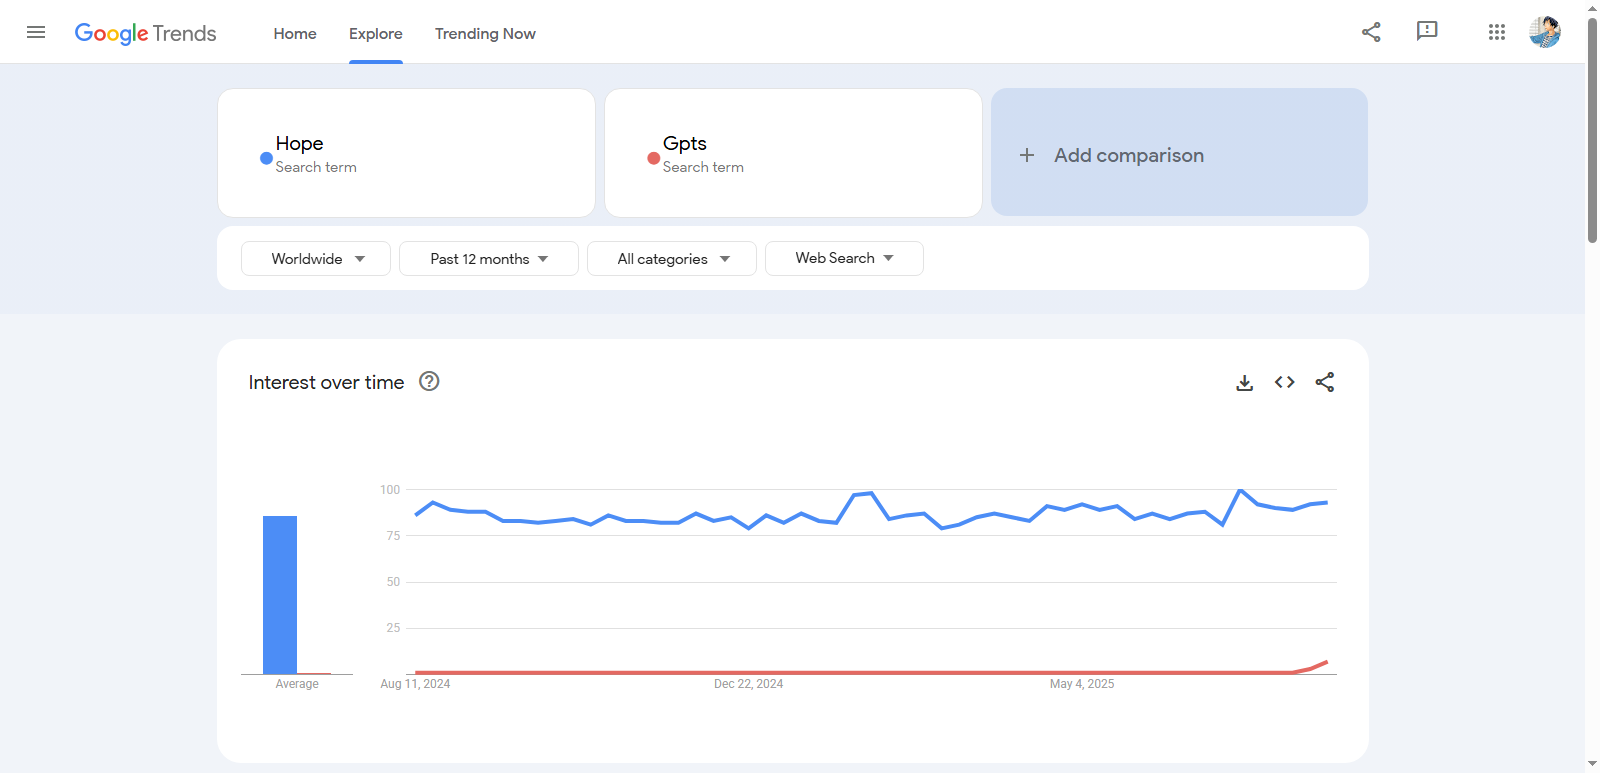 Google Trends
Home
Explore
Trending Now
Hope
Search term
Gpts
Search term
+ Add comparison
Worldwide
Past 12 months
All categories
Web Search
Interest over time
100
75
50
25
Average
Aug 11, 2024
Dec 22, 2024
May 4, 2025